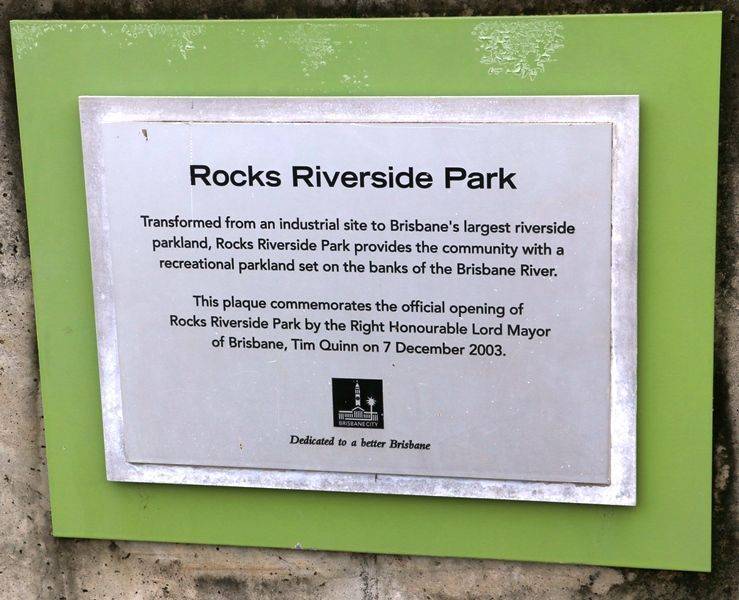 Rocks Riverside Park
Transformed from an industrial site to Brisbane's largest riverside
parkland, Rocks Riverside Park provides the community with a
recreational parkland set on the banks of the Brisbane River.
This plaque commemorates the official opening of
Rocks Riverside Park by the Right Honourable Lord Mayor
of Brisbane, Tim Quinn on 7 December 2003.
BRISBANE CITY
Dedicated to a better Brisbane